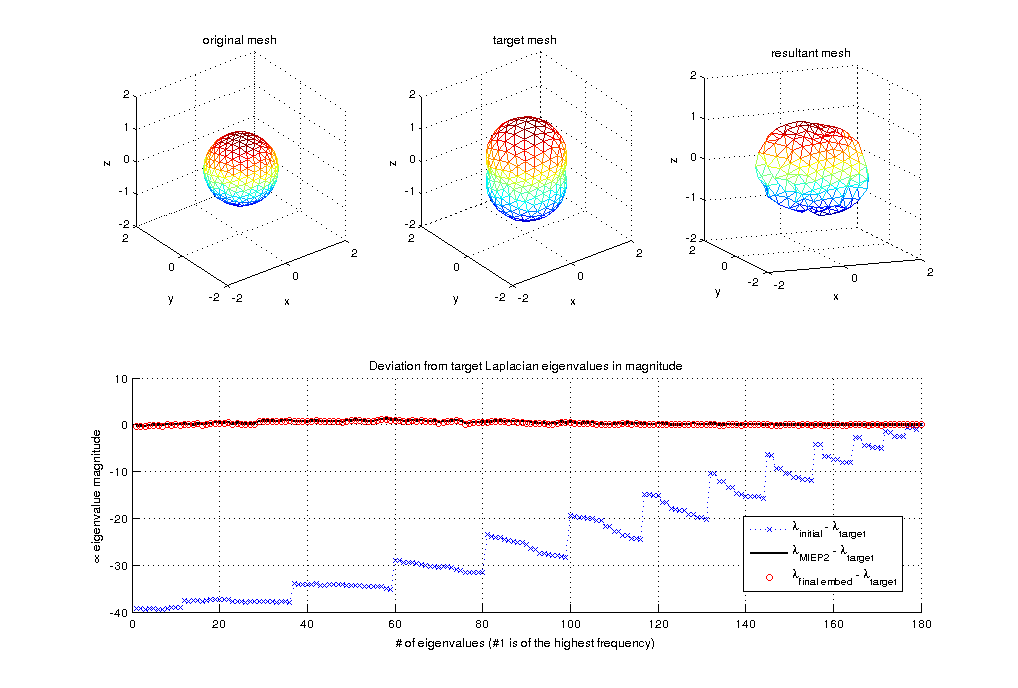 original mesh
target mesh
resultant mesh
2
1
0
-1
-2
z
2
0
-2
y
-2
0
2
x
2
1
0
-1
-2
z
2
0
-2
y
-2
0
2
x
2
1
0
-1
-2
z
2
0
-2
y
-2
0
2
x
Deviation from target Laplacian eigenvalues in magnitude
10
0
-10
-20
-30
-40
∝ eigenvalue magnitude
λinitial - λtarget
λMIEP2 - λtarget
λfinal embed - λtarget
0 20 40 60 80 100 120 140 160 180
# of eigenvalues (#1 is of the highest frequency)